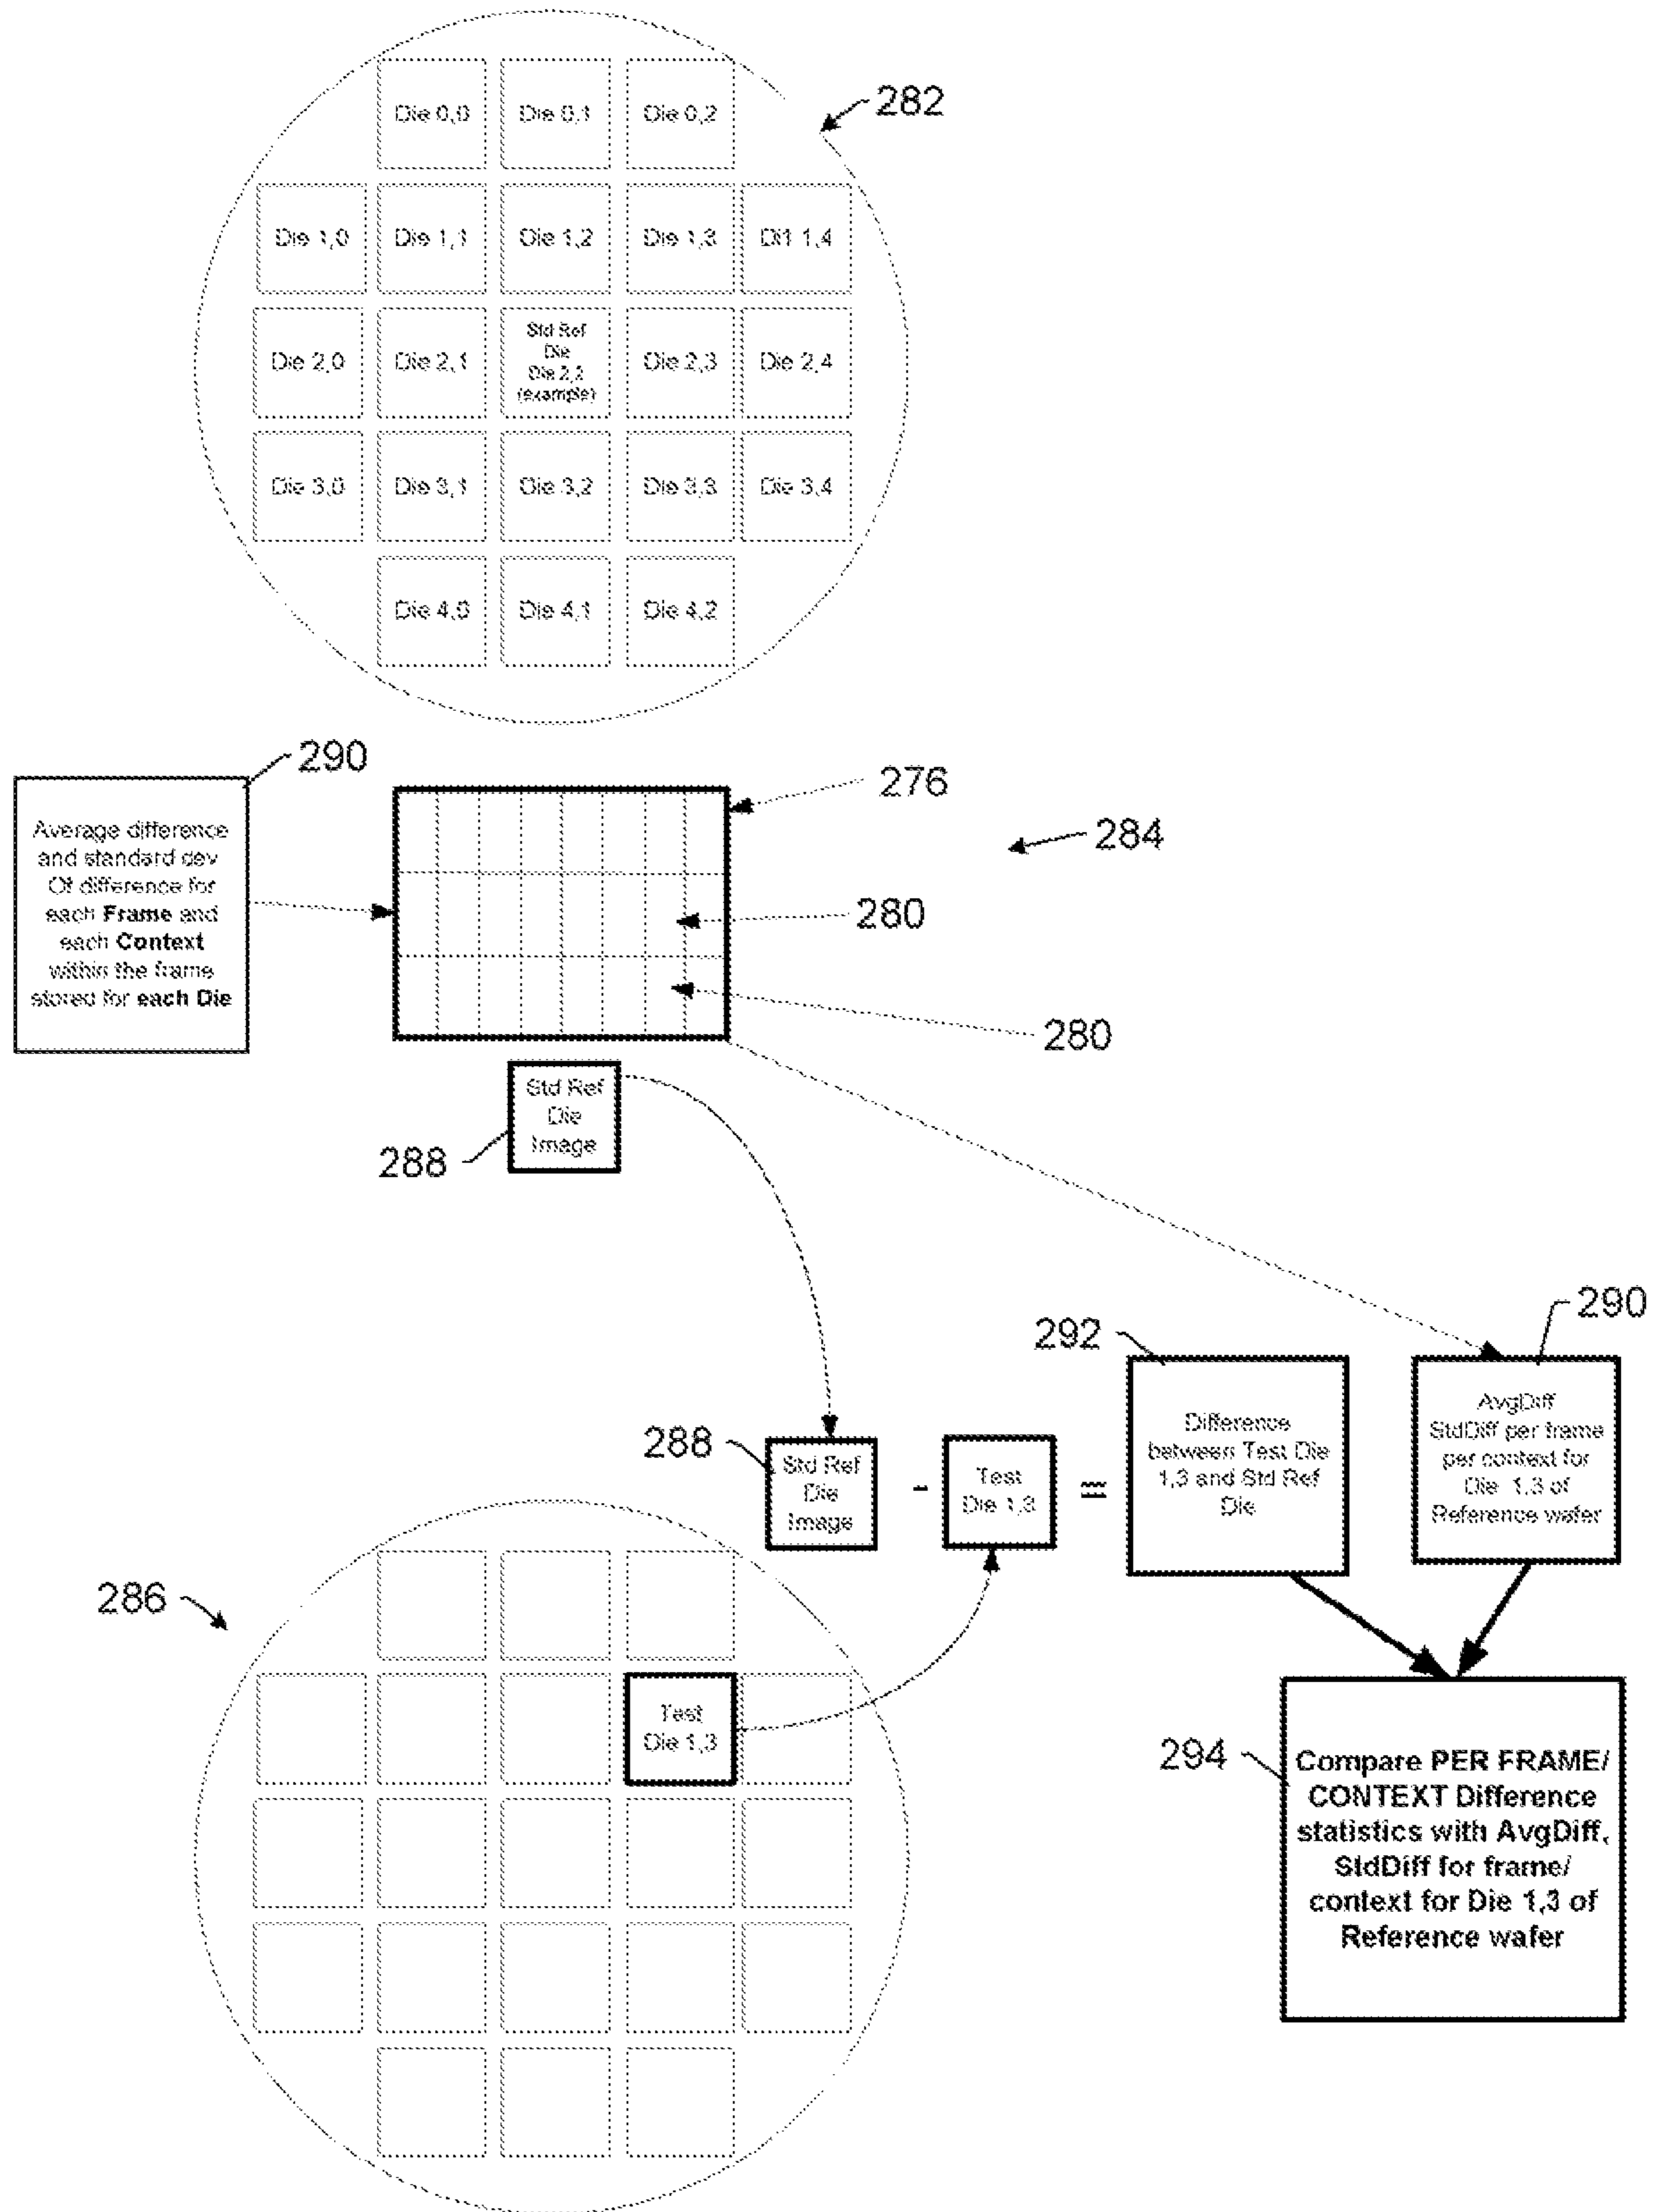 282
Die 0,0 Die 0,1 Die 0,2
Die 1,0 Die 1,1 Die 1,2 Die 1,3 Di1 1,4
Die 2,0 Die 2,1
Std Ref
Die
Die 2,2
(example)
Die 2,3 Die 2,4
Die 3,0 Die 3,1 Die 3,2 Die 3,3 Die 3,4
Die 4,0 Die 4,1 Die 4,2
290
Average difference
and standard dev
Of difference for
each Frame and
each Context
within the frame
stored for each Die
276
284
280
280
Std Ref
Die
Image
288
290
292
288
Std Ref
Die
Image
-
Test
Die 1,3
=
Difference
between Test Die
1,3 and Std Ref
Die
AvgDiff
StdDiff per frame
per context for
Die 1,3 of
Reference wafer
286
Test
Die 1,3
294
Compare PER FRAME/
CONTEXT Difference
statistics with AvgDiff,
StdDiff for frame/
context for Die 1,3 of
Reference wafer